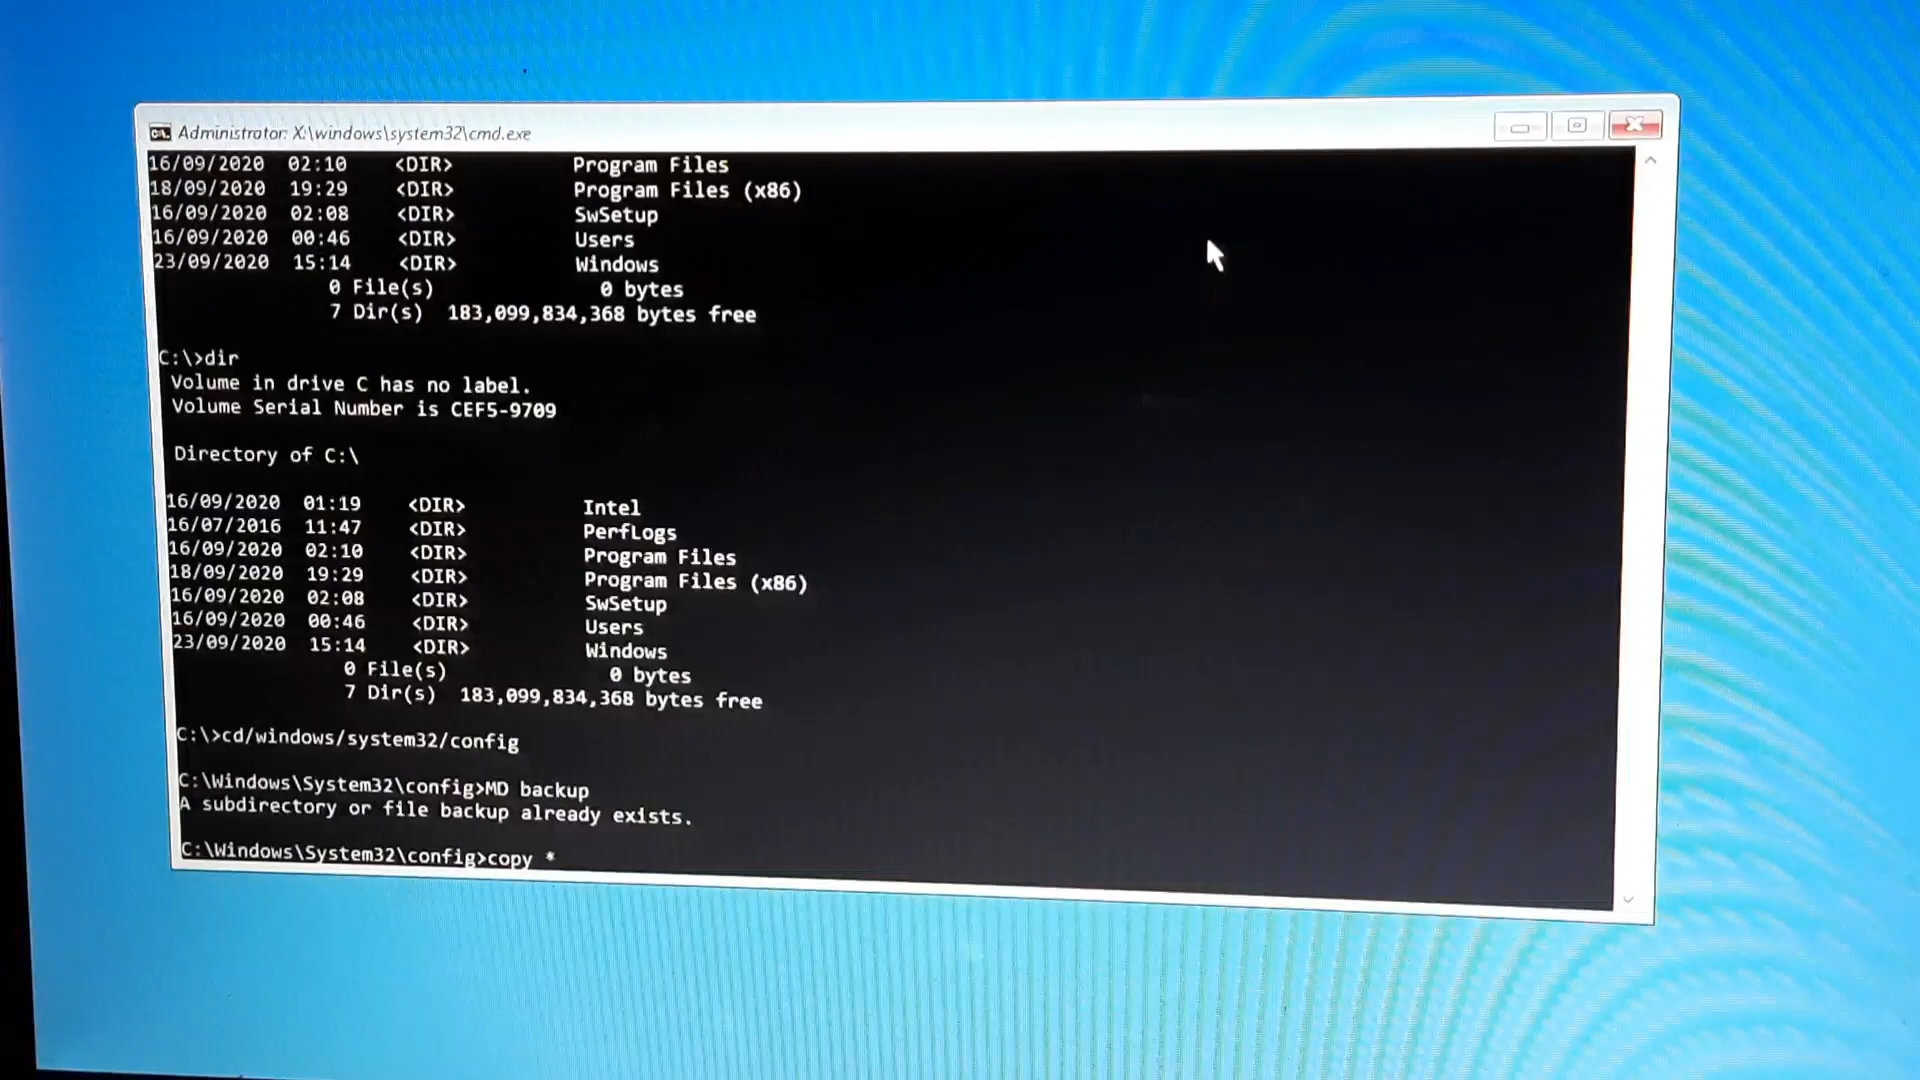 Administrator: X:\windows\system32\cmd.exe
16/09/2020 02:10 <DIR> Program Files
18/09/2020 19:29 <DIR> Program Files (x86)
16/09/2020 02:08 <DIR> SwSetup
16/09/2020 00:46 <DIR> Users
23/09/2020 15:14 <DIR> Windows
0 File(s) 0 bytes
7 Dir(s) 183,099,834,368 bytes free
C:\>dir
Volume in drive C has no label.
Volume Serial Number is CEF5-9709
Directory of C:\
16/09/2020 01:19 <DIR> Intel
16/07/2016 11:47 <DIR> PerfLogs
16/09/2020 02:10 <DIR> Program Files
18/09/2020 19:29 <DIR> Program Files (x86)
16/09/2020 02:08 <DIR> SwSetup
16/09/2020 00:46 <DIR> Users
23/09/2020 15:14 <DIR> Windows
0 File(s) 0 bytes
7 Dir(s) 183,099,834,368 bytes free
C:\>cd/windows/system32/config
C:\Windows\System32\config>MD backup
A subdirectory or file backup already exists.
C:\Windows\System32\config>copy *